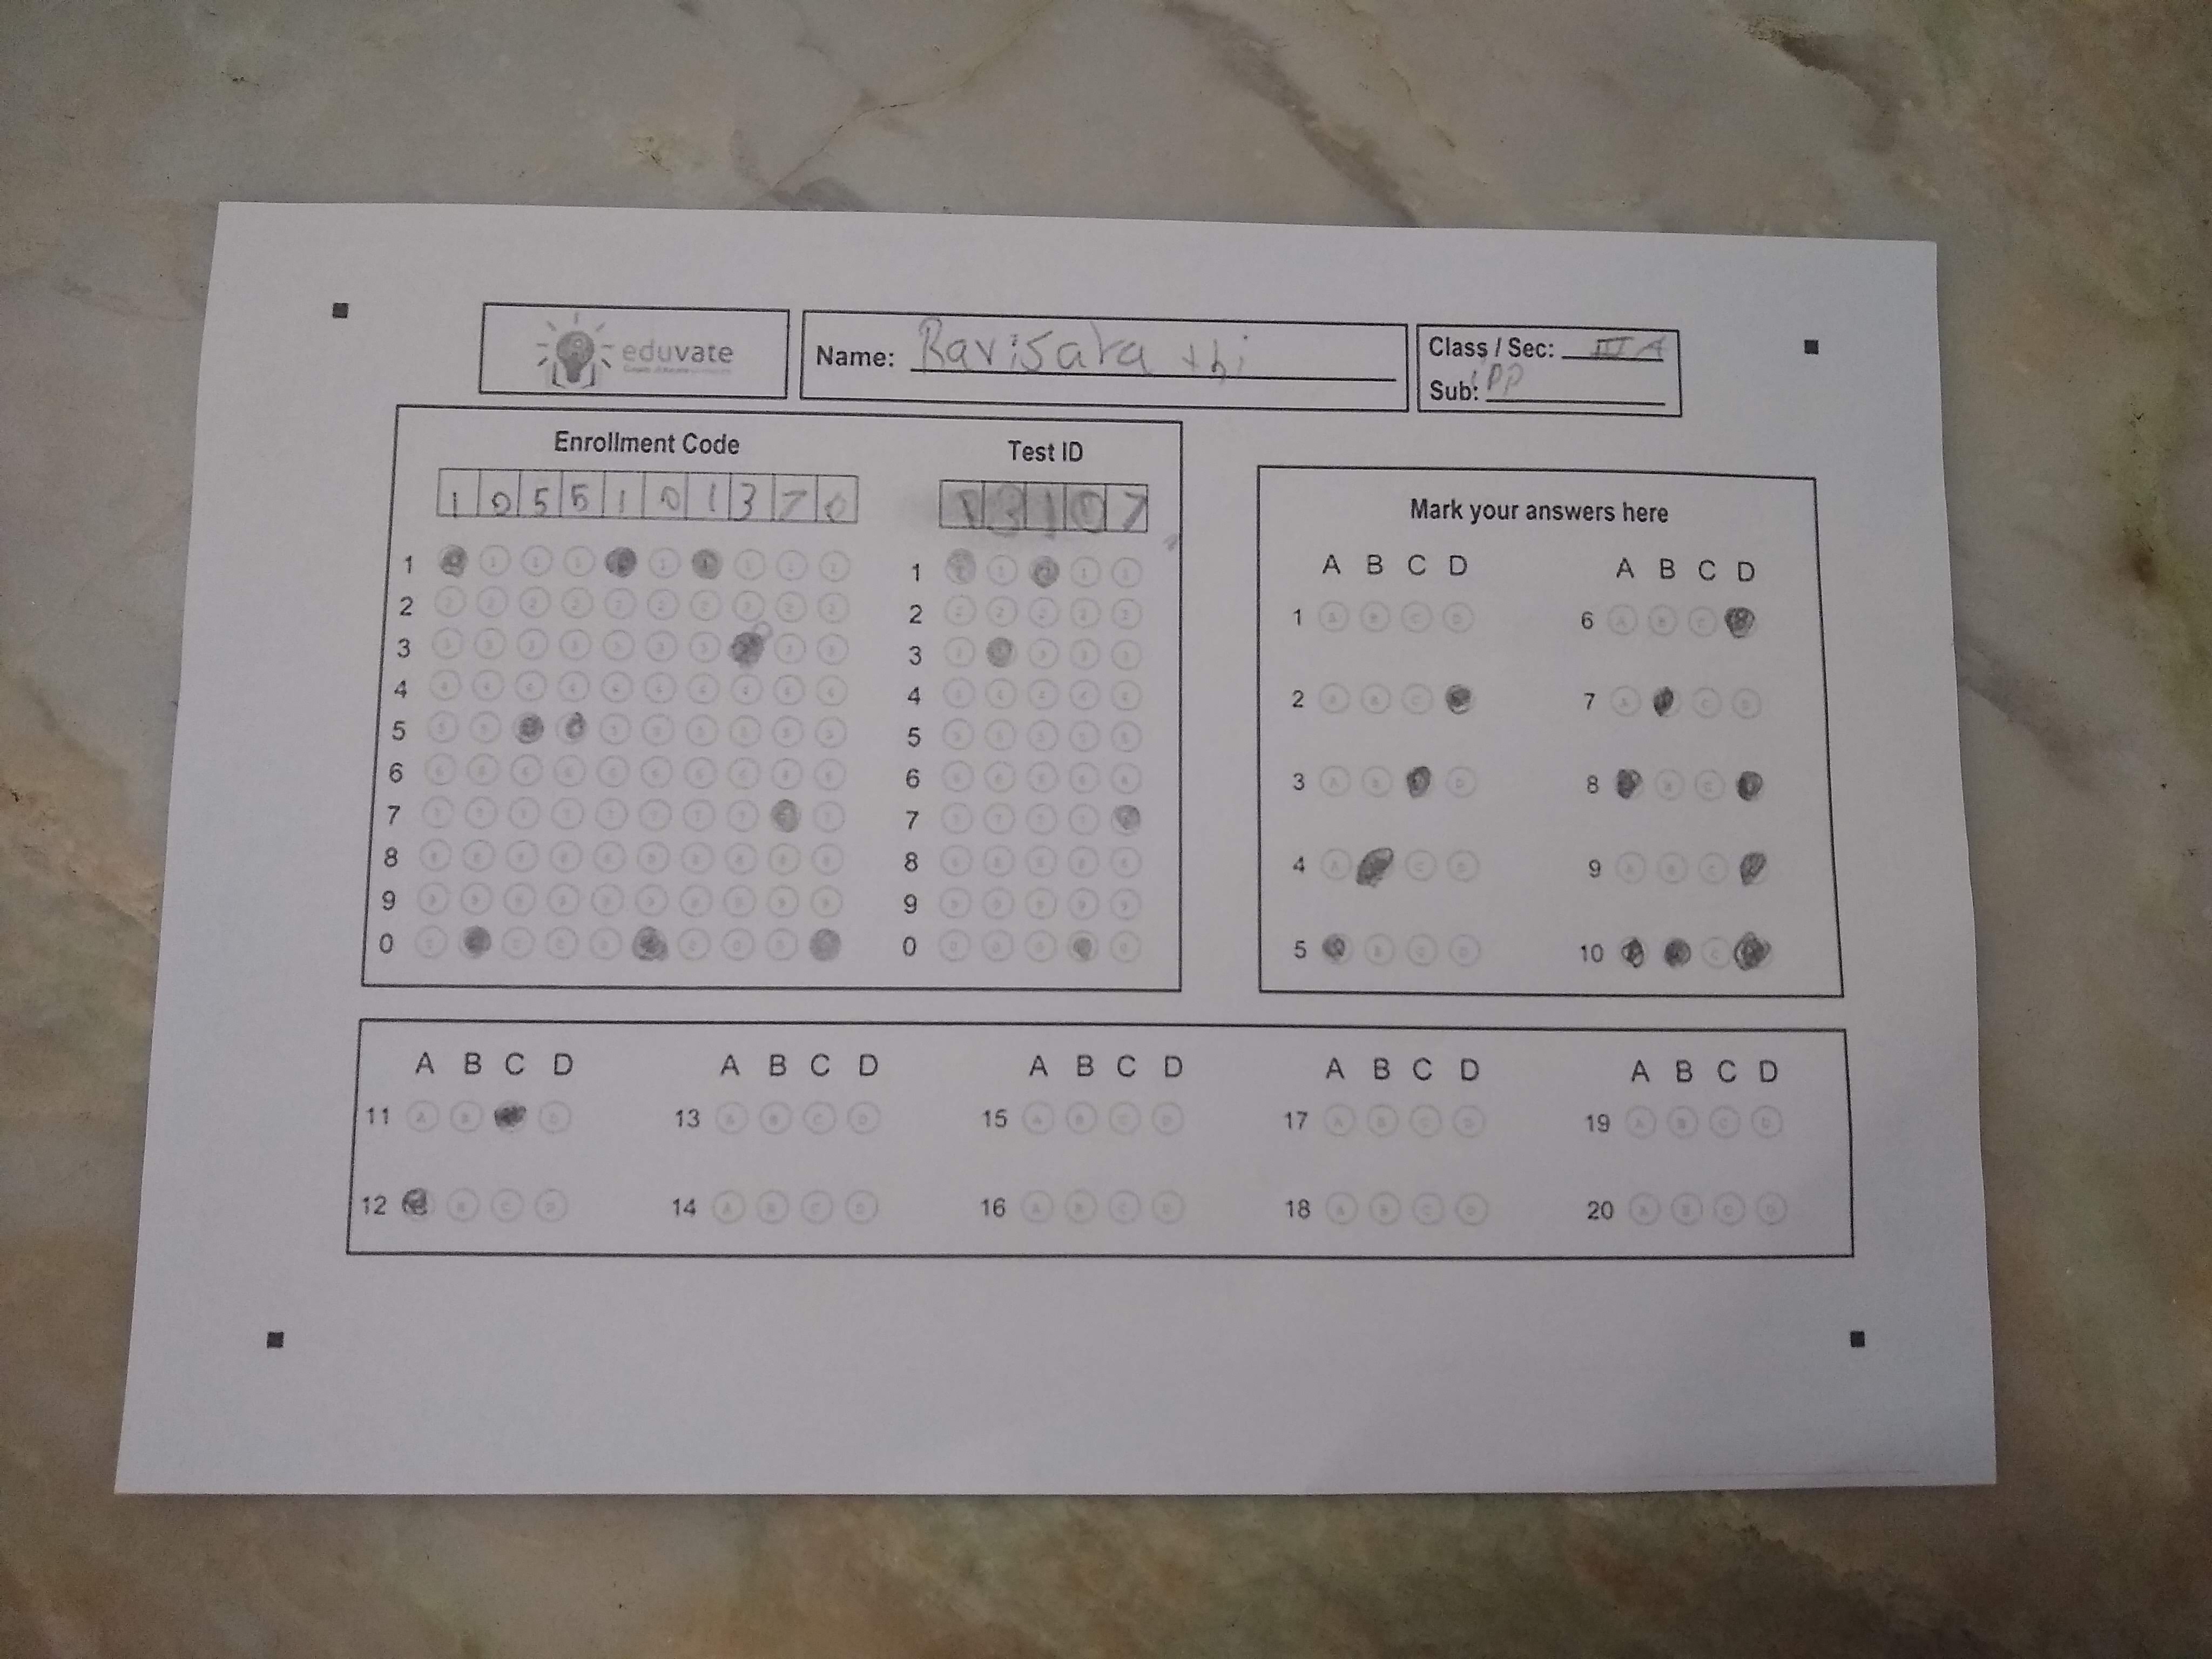 eduvate
Name: Ravisarathi
Class / Sec: III A
Sub:
Enrollment Code
1 0 5 5 1 0 1 3 7 0
Test ID
1 3 1 0 7
1
2
3
4
5
6
7
8
9
0
1
2
3
4
5
6
7
8
9
0
Mark your answers here
A B C D
1
2
3
4
5
A B C D
6
7
8
9
10
A B C D
11
12
A B C D
13
14
A B C D
15
16
A B C D
17
18
A B C D
19
20